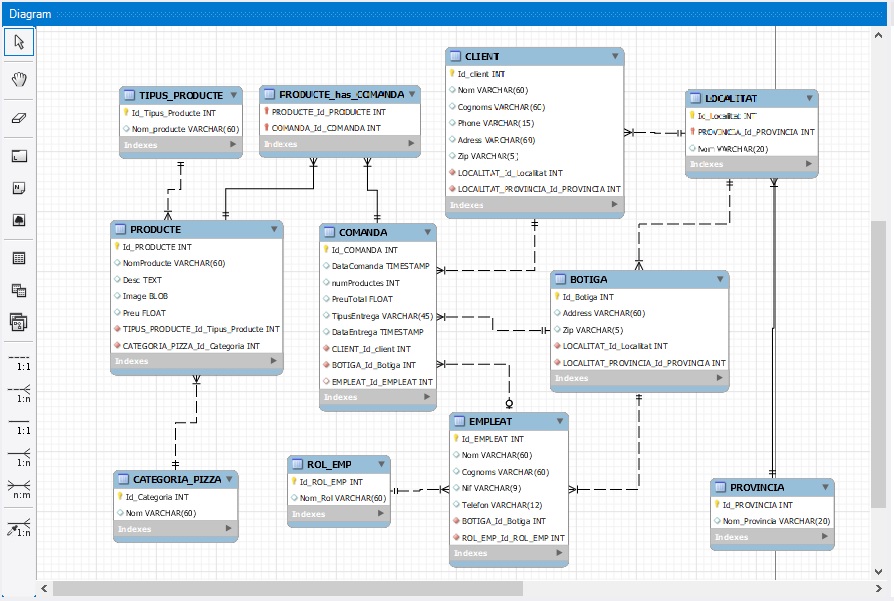 Diagram
TIPUS_PRODUCTE
Id_Tipus_Producte INT
Nom_producte VARCHAR(60)
Indexes
PRODUCTE_has_COMANDA
PRODUCTE_Id_PRODUCTE INT
COMANDA_Id_COMANDA INT
Indexes
CLIENT
Id_client INT
Nom VARCHAR(60)
Cognoms VARCHAR(60)
Phone VARCHAR(15)
Adress VARCHAR(60)
Zip VARCHAR(5)
LOCALITAT_Id_Localitat INT
LOCALITAT_PROVINCIA_Id_PROVINCIA INT
Indexes
LOCALITAT
Id_Localitat INT
PROVINCIA_Id_PROVINCIA INT
Nom VARCHAR(20)
Indexes
PRODUCTE
Id_PRODUCTE INT
NomProducte VARCHAR(60)
Desc TEXT
Image BLOB
Preu FLOAT
TIPUS_PRODUCTE_Id_Tipus_Producte INT
CATEGORIA_PIZZA_Id_Categoria INT
Indexes
COMANDA
Id_COMANDA INT
DataComanda TIMESTAMP
numProductes INT
PreuTotal FLOAT
TipusEntrega VARCHAR(45)
DataEntrega TIMESTAMP
CLIENT_Id_client INT
BOTIGA_Id_Botiga INT
EMPLEAT_Id_EMPLEAT INT
Indexes
BOTIGA
Id_Botiga INT
Address VARCHAR(60)
Zip VARCHAR(5)
LOCALITAT_Id_Localitat INT
LOCALITAT_PROVINCIA_Id_PROVINCIA INT
Indexes
CATEGORIA_PIZZA
Id_Categoria INT
Nom VARCHAR(60)
Indexes
ROL_EMP
Id_ROL_EMP INT
Nom_Rol VARCHAR(60)
Indexes
EMPLEAT
Id_EMPLEAT INT
Nom VARCHAR(60)
Cognoms VARCHAR(60)
Nif VARCHAR(9)
Telefon VARCHAR(12)
BOTIGA_Id_Botiga INT
ROL_EMP_Id_ROL_EMP INT
Indexes
PROVINCIA
Id_PROVINCIA INT
Nom_Provincia VARCHAR(20)
Indexes
1:1
1:n
1:1
1:n
n:m
1:n